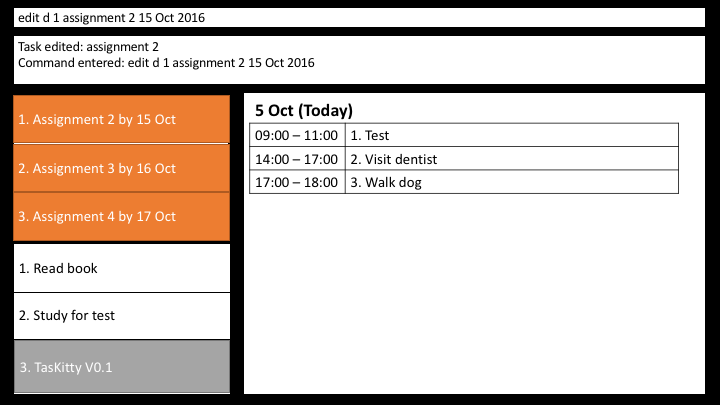 edit d 1 assignment 2 15 Oct 2016
Task edited: assignment 2
Command entered: edit d 1 assignment 2 15 Oct 2016
1. Assignment 2 by 15 Oct
2. Assignment 3 by 16 Oct
3. Assignment 4 by 17 Oct
1. Read book
2. Study for test
3. TasKitty V0.1
5 Oct (Today)
09:00 – 11:00 1. Test
14:00 – 17:00 2. Visit dentist
17:00 – 18:00 3. Walk dog